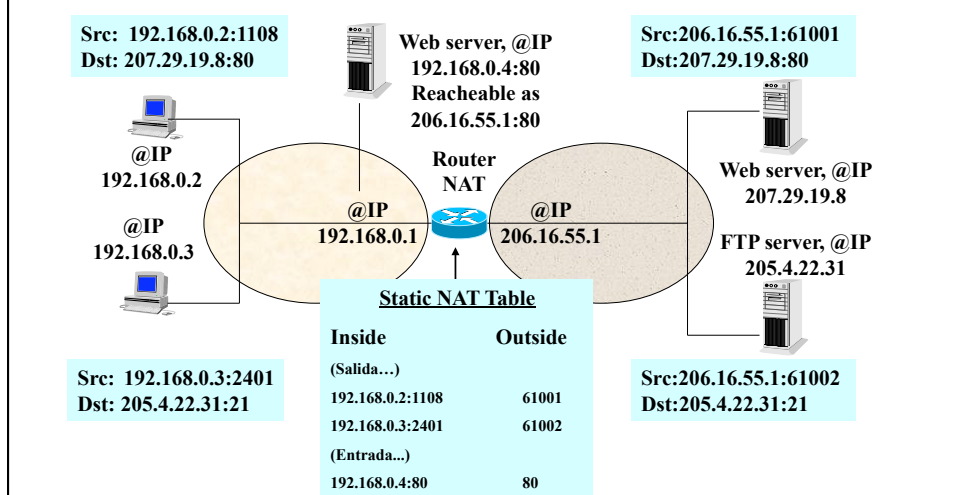 Src: 192.168.0.2:1108
Dst: 207.29.19.8:80
Web server, @IP
192.168.0.4:80
Reacheable as
206.16.55.1:80
Src:206.16.55.1:61001
Dst:207.29.19.8:80
@IP
192.168.0.2
Router
NAT
Web server, @IP
207.29.19.8
@IP
192.168.0.3
@IP
192.168.0.1
@IP
206.16.55.1
FTP server, @IP
205.4.22.31
Static NAT Table
Inside Outside
(Salida…)
192.168.0.2:1108 61001
192.168.0.3:2401 61002
(Entrada...)
192.168.0.4:80 80
Src: 192.168.0.3:2401
Dst: 205.4.22.31:21
Src:206.16.55.1:61002
Dst:205.4.22.31:21